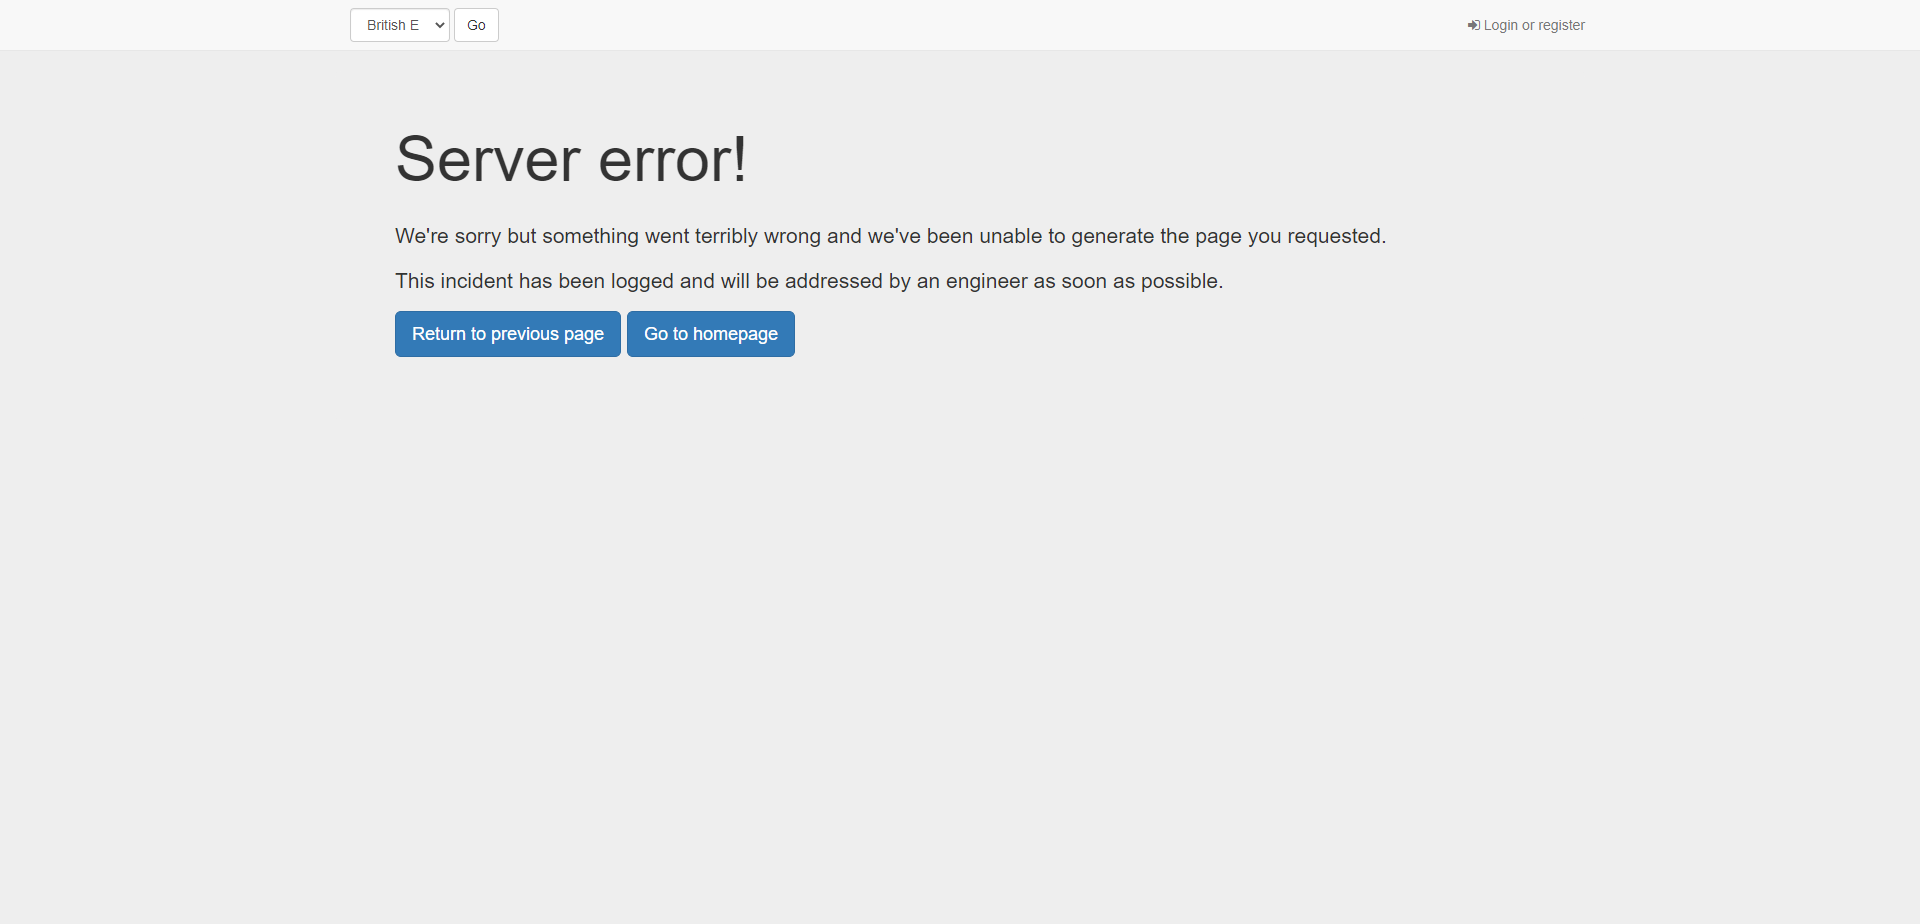 British E
Go
Login or register
Server error!
We're sorry but something went terribly wrong and we've been unable to generate the page you requested.
This incident has been logged and will be addressed by an engineer as soon as possible.
Return to previous page
Go to homepage